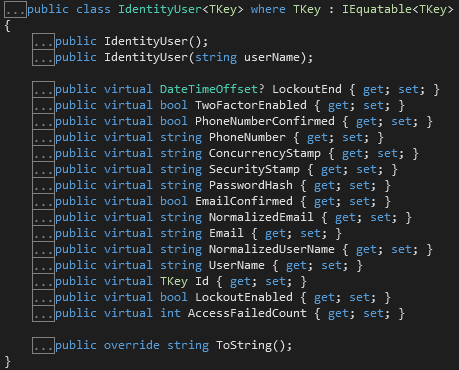 ...public class IdentityUser<TKey> where TKey : IEquatable<TKey>
{
...public IdentityUser();
...public IdentityUser(string userName);
...public virtual DateTimeOffset? LockoutEnd { get; set; }
...public virtual bool TwoFactorEnabled { get; set; }
...public virtual bool PhoneNumberConfirmed { get; set; }
...public virtual string PhoneNumber { get; set; }
...public virtual string ConcurrencyStamp { get; set; }
...public virtual string SecurityStamp { get; set; }
...public virtual string PasswordHash { get; set; }
...public virtual bool EmailConfirmed { get; set; }
...public virtual string NormalizedEmail { get; set; }
...public virtual string Email { get; set; }
...public virtual string NormalizedUserName { get; set; }
...public virtual string UserName { get; set; }
...public virtual TKey Id { get; set; }
...public virtual bool LockoutEnabled { get; set; }
...public virtual int AccessFailedCount { get; set; }
...public override string ToString();
}